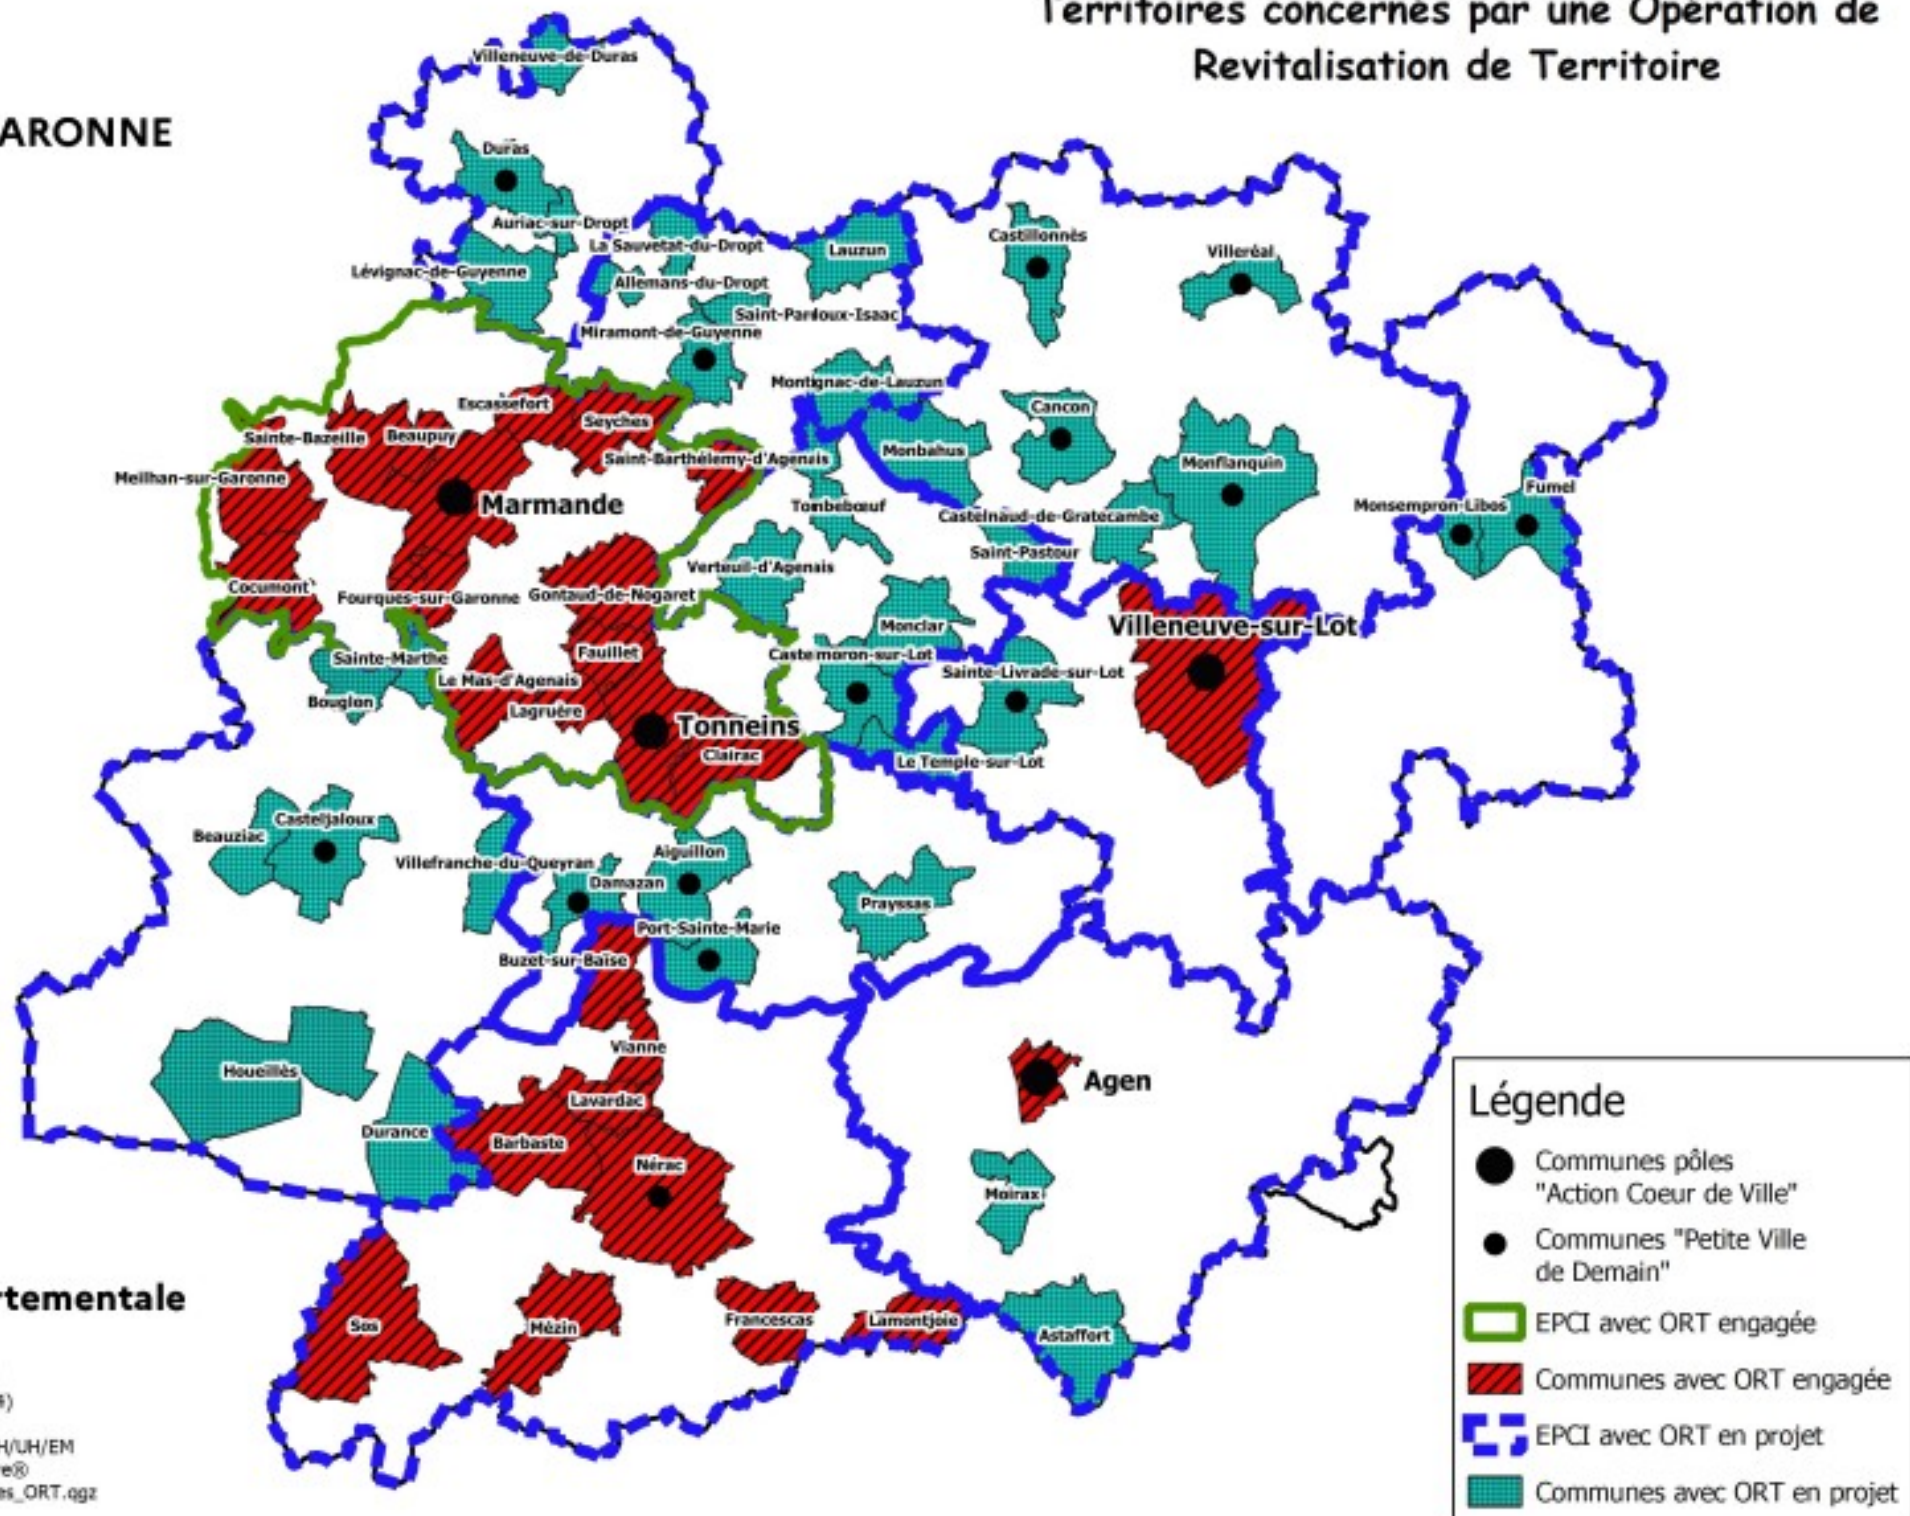 Territoires concernés par une Opération de
Revitalisation de Territoire
ARONNE
Villeneuve-de-Duras
Duras
Auriac-sur-Dropt
La Sauvetat-du-Dropt
Lauzun
Castillonnès
Villeréal
Lévignac-de-Guyenne
Allemans-du-Dropt
Saint-Pardoux-Isaac
Miramont-de-Guyenne
Montignac-de-Lauzun
Escassefort
Cancon
Seyches
Sainte-Bazeille
Beaupuy
Monbahus
Saint-Barthélemy-d'Agenais
Monflanquin
Meilhan-sur-Garonne
Fumel
Marmande
Tombebœuf
Monsempron-Libos
Castelnaud-de-Gratecambe
Saint-Pastour
Verteuil-d'Agenais
Cocumont
Fourques-sur-Garonne
Gontaud-de-Nogaret
Monclar
Villeneuve-sur-Lot
Sainte-Marthe
Fauillet
Castelmoron-sur-Lot
Sainte-Livrade-sur-Lot
Le Mas-d'Agenais
Bouglon
Lagruère
Tonneins
Clairac
Le Temple-sur-Lot
Casteljaloux
Beauziac
Villefranche-du-Queyran
Aiguillon
Damazan
Prayssas
Port-Sainte-Marie
Buzet-sur-Baïse
Vianne
Houeillès
Agen
Lavardac
Durance
Barbaste
Nérac
Moirax
Sos
Mézin
Francescas
Lamontjoie
Astaffort
rtementale
H/UH/EM
e®
es_ORT.qgz
Légende
Communes pôles
"Action Coeur de Ville"
Communes "Petite Ville
de Demain"
EPCI avec ORT engagée
Communes avec ORT engagée
EPCI avec ORT en projet
Communes avec ORT en projet